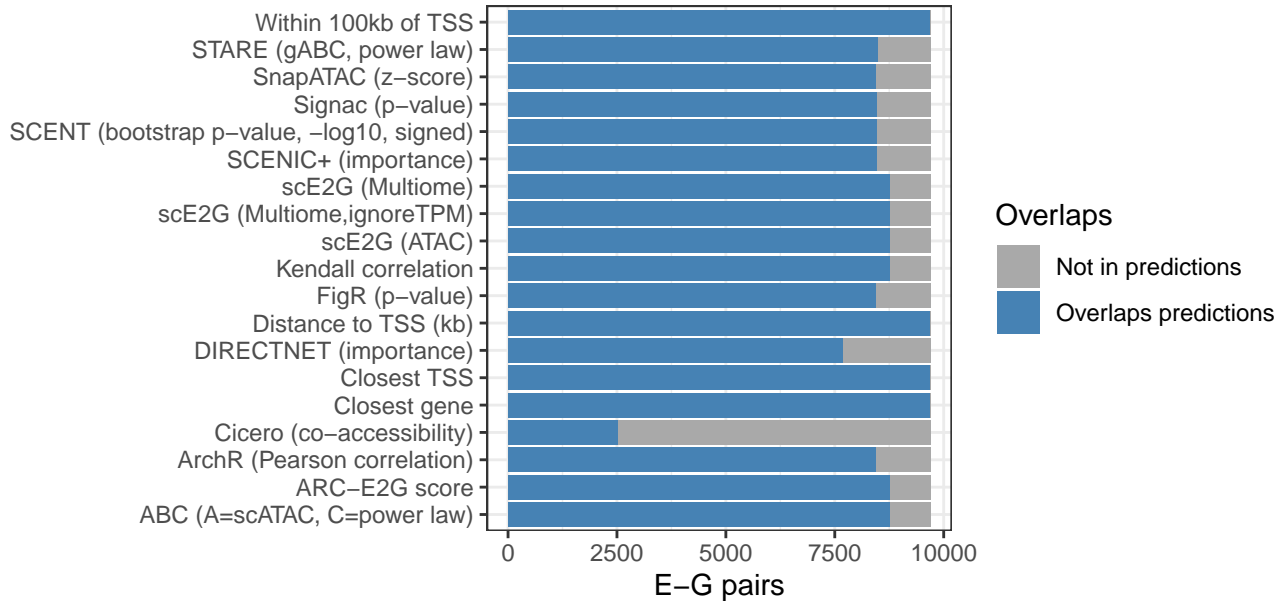 Within 100kb of TSS
STARE (gABC, power law)
SnapATAC (z−score)
Signac (p−value)
SCENT (bootstrap p−value, −log10, signed)
SCENIC+ (importance)
scE2G (Multiome)
scE2G (Multiome,ignoreTPM)
scE2G (ATAC)
Kendall correlation
FigR (p−value)
Distance to TSS (kb)
DIRECTNET (importance)
Closest TSS
Closest gene
Cicero (co−accessibility)
ArchR (Pearson correlation)
ARC−E2G score
ABC (A=scATAC, C=power law)
0 2500 5000 7500 10000
E−G pairs
Overlaps
Not in predictions
Overlaps predictions